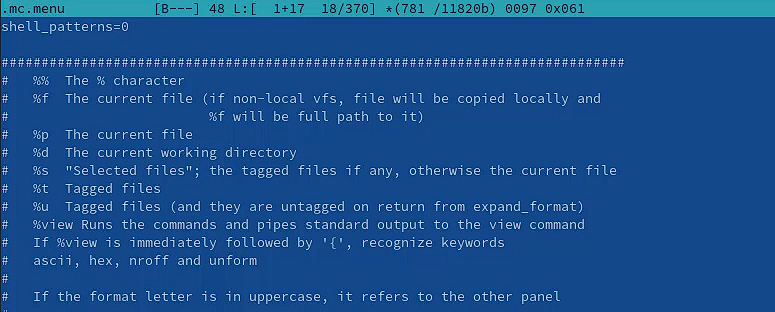 .mc.menu [B---] 48 L:[ 1+17 18/370] *(781 /11820b) 0097 0x061
shell_patterns=0
##############################################################################
# %% The % character
# %f The current file (if non-local vfs, file will be copied locally and
# %f will be full path to it)
# %p The current file
# %d The current working directory
# %s "Selected files"; the tagged files if any, otherwise the current file
# %t Tagged files
# %u Tagged files (and they are untagged on return from expand_format)
# %view Runs the commands and pipes standard output to the view command
# If %view is immediately followed by '{', recognize keywords
# ascii, hex, nroff and unform
#
# If the format letter is in uppercase, it refers to the other panel
#